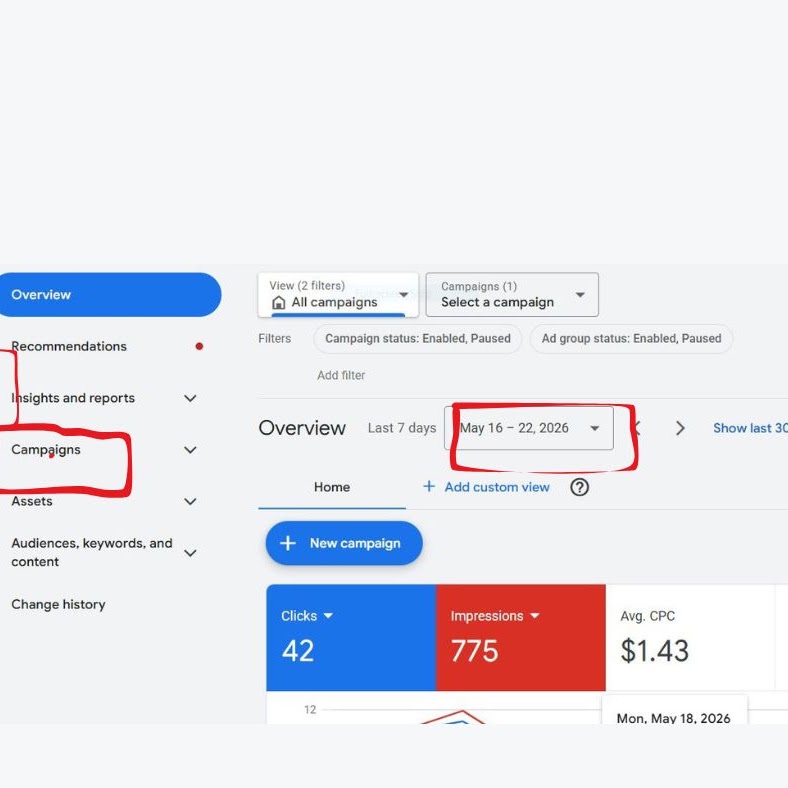 Overview
Recommendations
Insights and reports
Campaigns
Assets
Audiences, keywords, and
content
Change history
View (2 filters)
All campaigns
Campaigns (1)
Select a campaign
Filters
Campaign status: Enabled, Paused
Ad group status: Enabled, Paused
Add filter
Overview
Last 7 days
May 16 – 22, 2026
Show last 30
Home
+ Add custom view
+ New campaign
Clicks
42
Impressions
775
Avg. CPC
$1.43
12
Mon, May 18, 2026